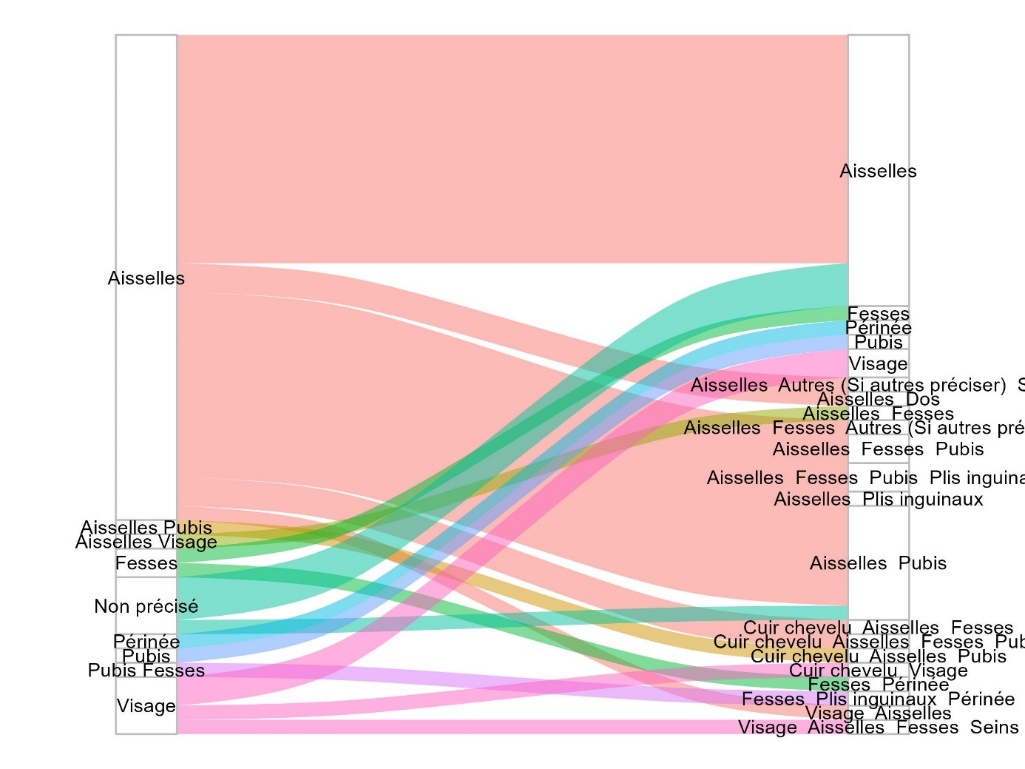 Aisselles
Aisselles Pubis
Aisselles Visage
Fesses
Non précisé
Périnée
Pubis
Pubis Fesses
Visage
Aisselles
Fesses
Périnée
Pubis
Visage
Aisselles Autres (Si autres préciser) S
Aisselles Dos
Aisselles Fesses
Aisselles Fesses Autres (Si autres pré
Aisselles Fesses Pubis
Aisselles Fesses Pubis Plis inguina
Aisselles Plis inguinaux
Aisselles Pubis
Cuir chevelu Aisselles Fesses
Cuir chevelu Aisselles Fesses Pub
Cuir chevelu Aisselles Pubis
Cuir chevelu Visage
Fesses Périnée
Fesses Plis inguinaux Périnée
Visage Aisselles
Visage Aisselles Fesses Seins